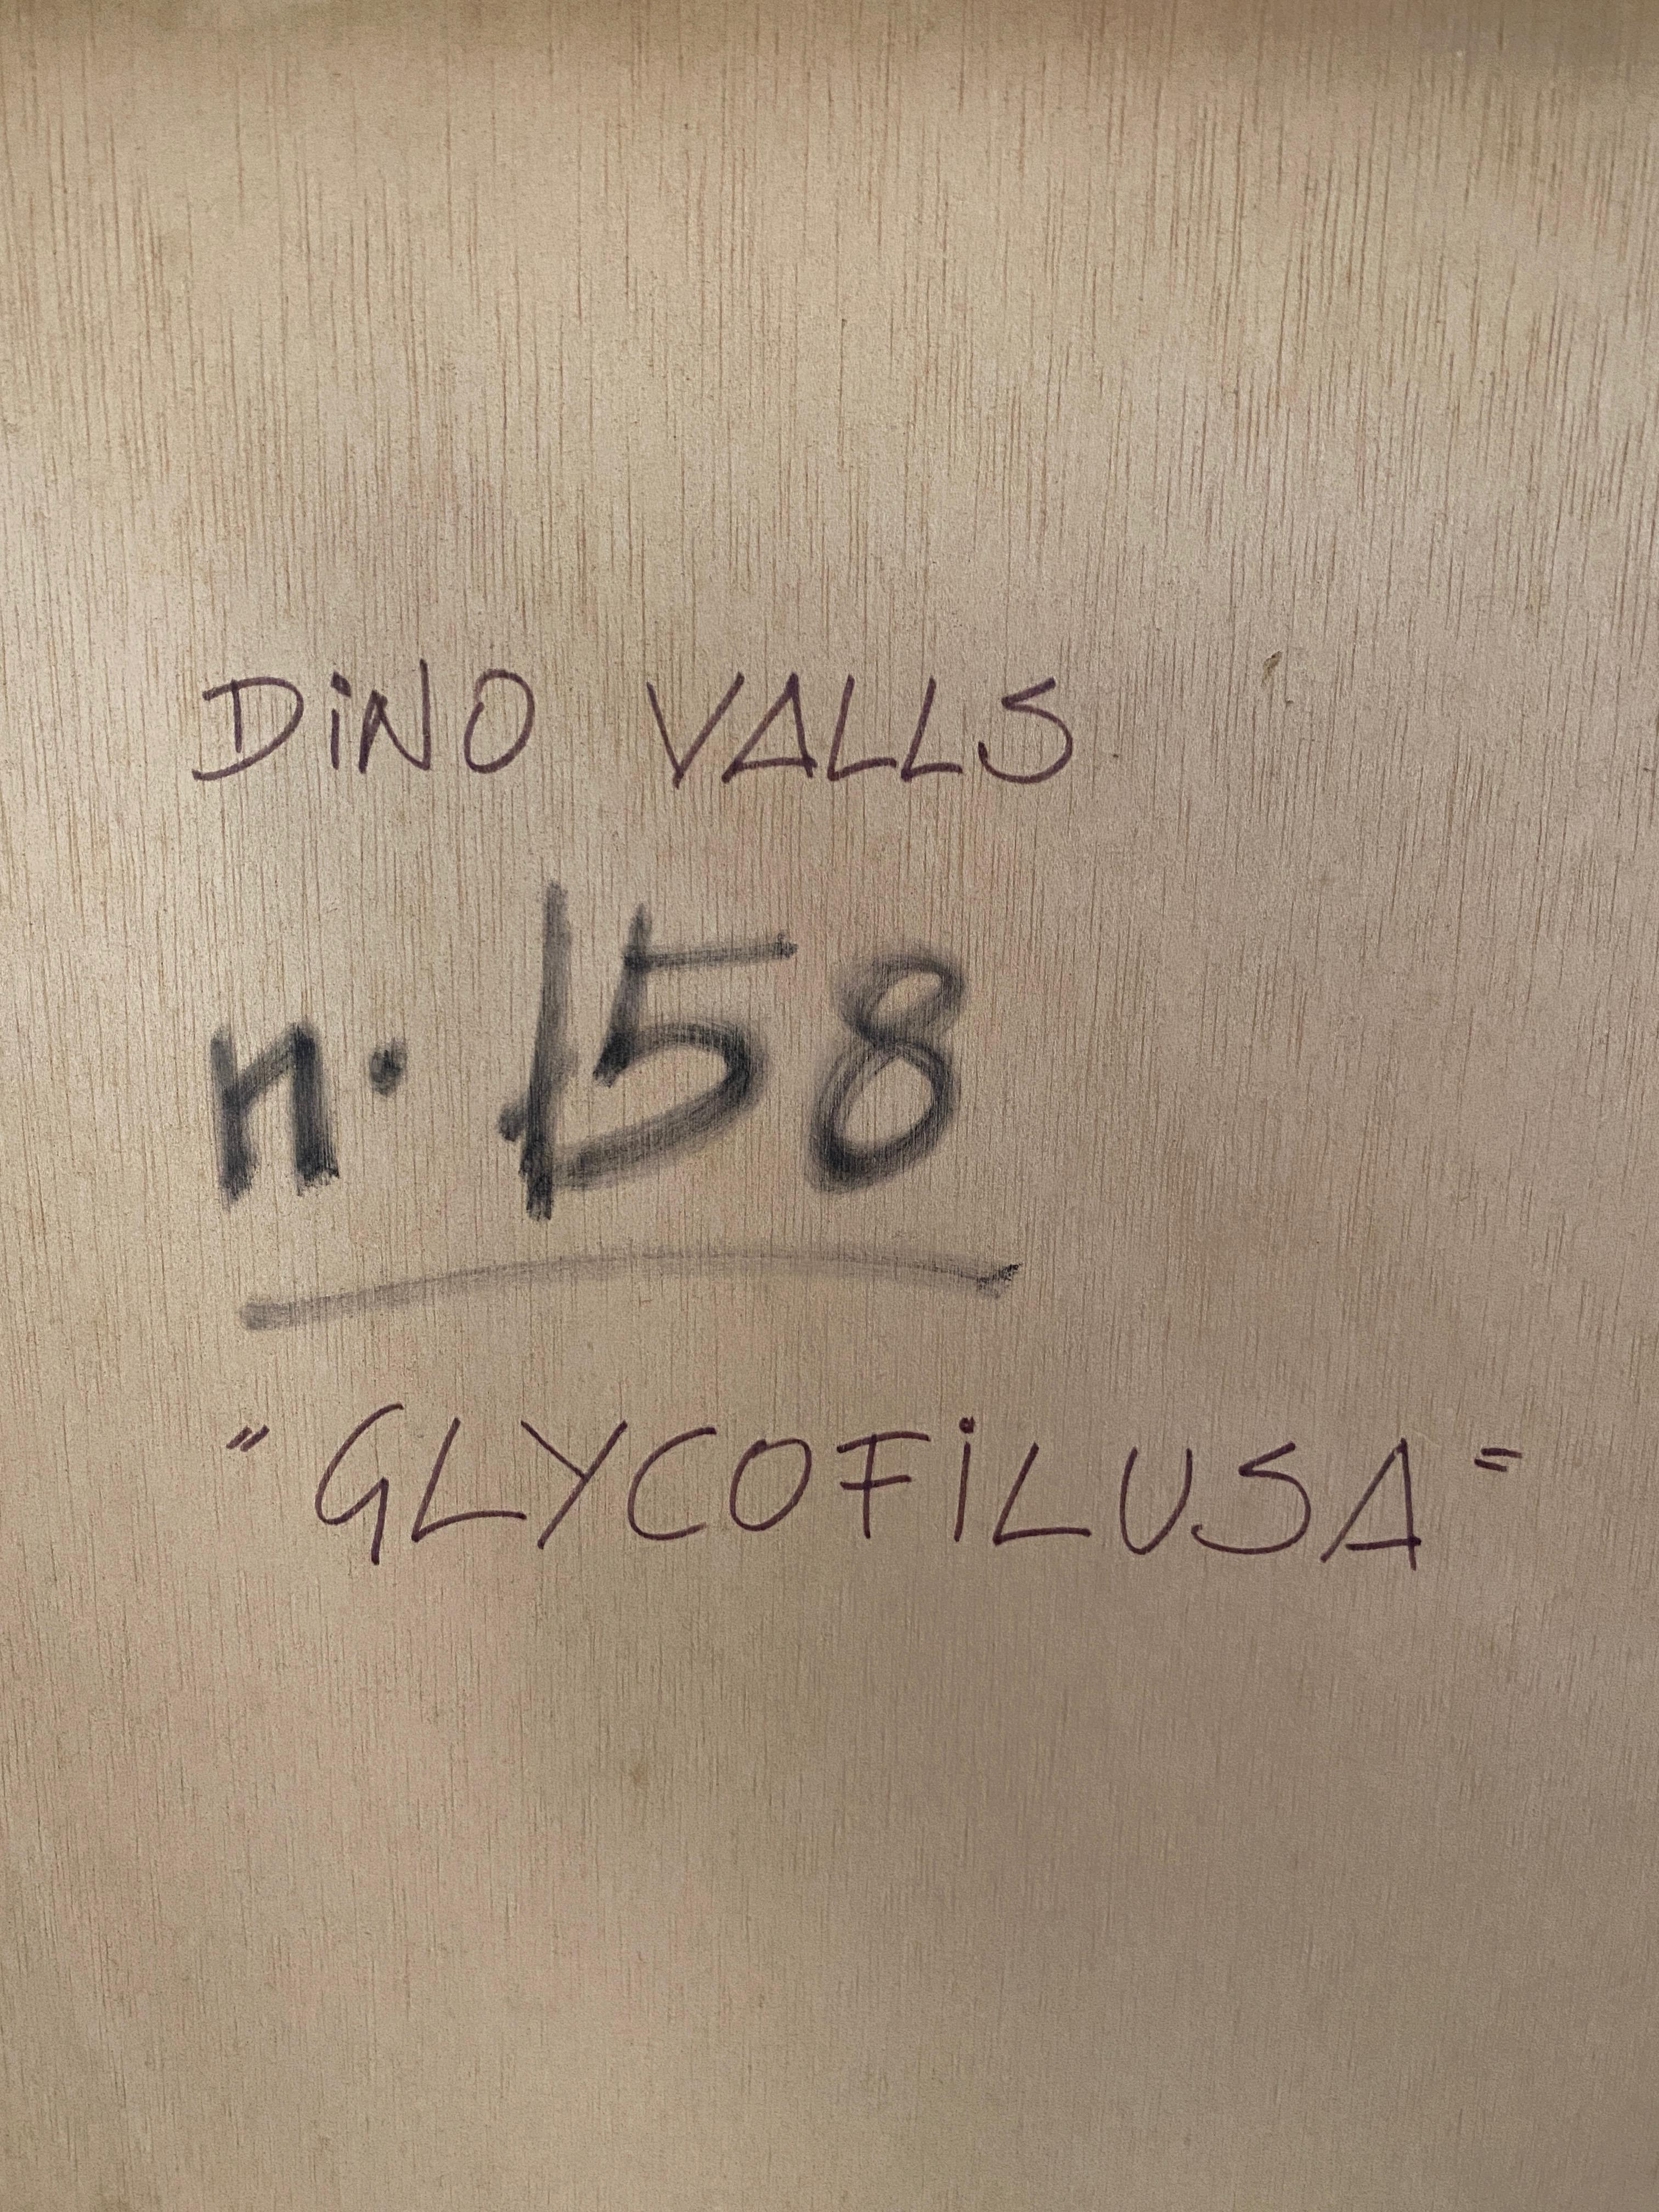 DiNO VALLS
n. 158
"GLYCOFiLUSA"